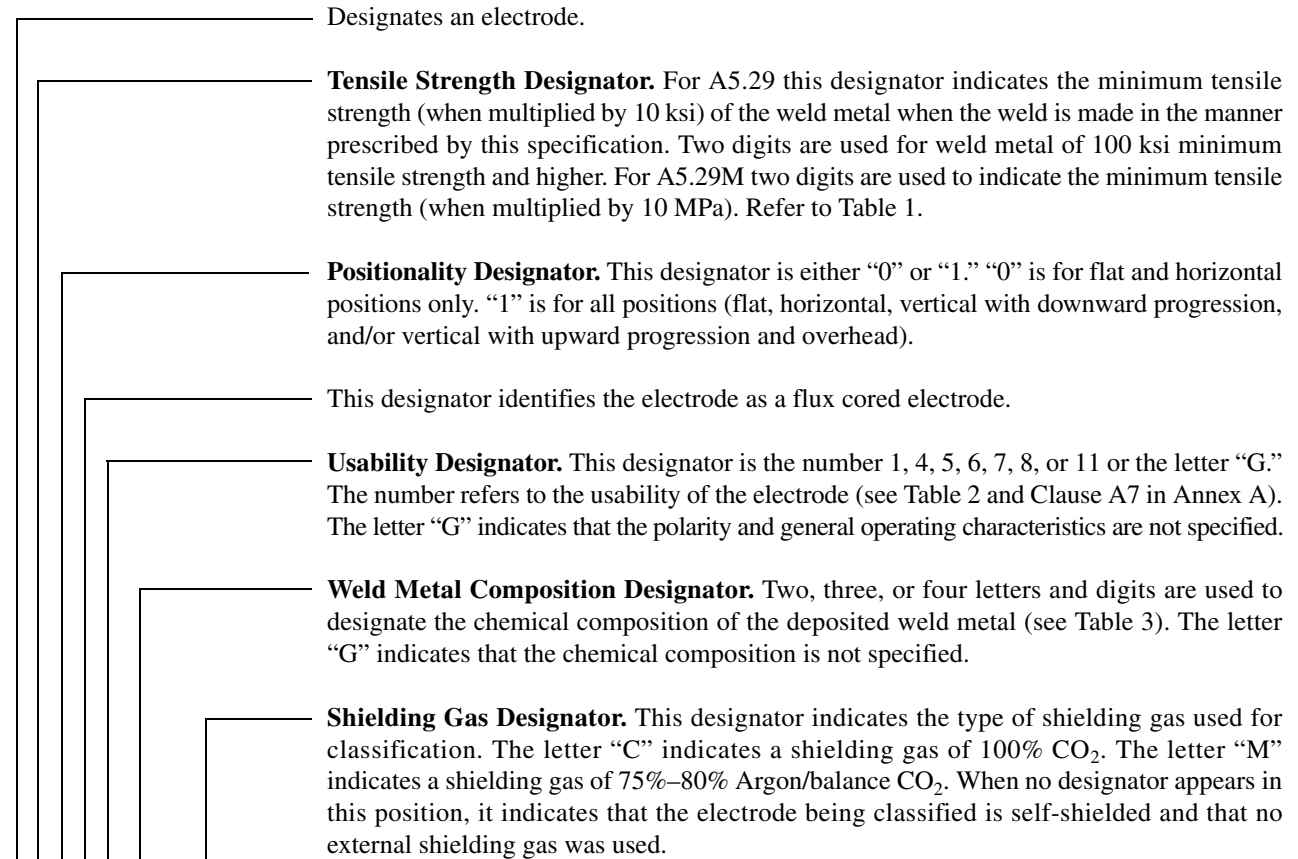 Designates an electrode.
Tensile Strength Designator. For A5.29 this designator indicates the minimum tensile
strength (when multiplied by 10 ksi) of the weld metal when the weld is made in the manner
prescribed by this specification. Two digits are used for weld metal of 100 ksi minimum
tensile strength and higher. For A5.29M two digits are used to indicate the minimum tensile
strength (when multiplied by 10 MPa). Refer to Table 1.
Positionality Designator. This designator is either “0” or “1.” “0” is for flat and horizontal
positions only. “1” is for all positions (flat, horizontal, vertical with downward progression,
and/or vertical with upward progression and overhead).
This designator identifies the electrode as a flux cored electrode.
Usability Designator. This designator is the number 1, 4, 5, 6, 7, 8, or 11 or the letter “G.”
The number refers to the usability of the electrode (see Table 2 and Clause A7 in Annex A).
The letter “G” indicates that the polarity and general operating characteristics are not specified.
Weld Metal Composition Designator. Two, three, or four letters and digits are used to
designate the chemical composition of the deposited weld metal (see Table 3). The letter
“G” indicates that the chemical composition is not specified.
Shielding Gas Designator. This designator indicates the type of shielding gas used for
classification. The letter “C” indicates a shielding gas of 100% CO₂. The letter “M”
indicates a shielding gas of 75%–80% Argon/balance CO₂. When no designator appears in
this position, it indicates that the electrode being classified is self-shielded and that no
external shielding gas was used.